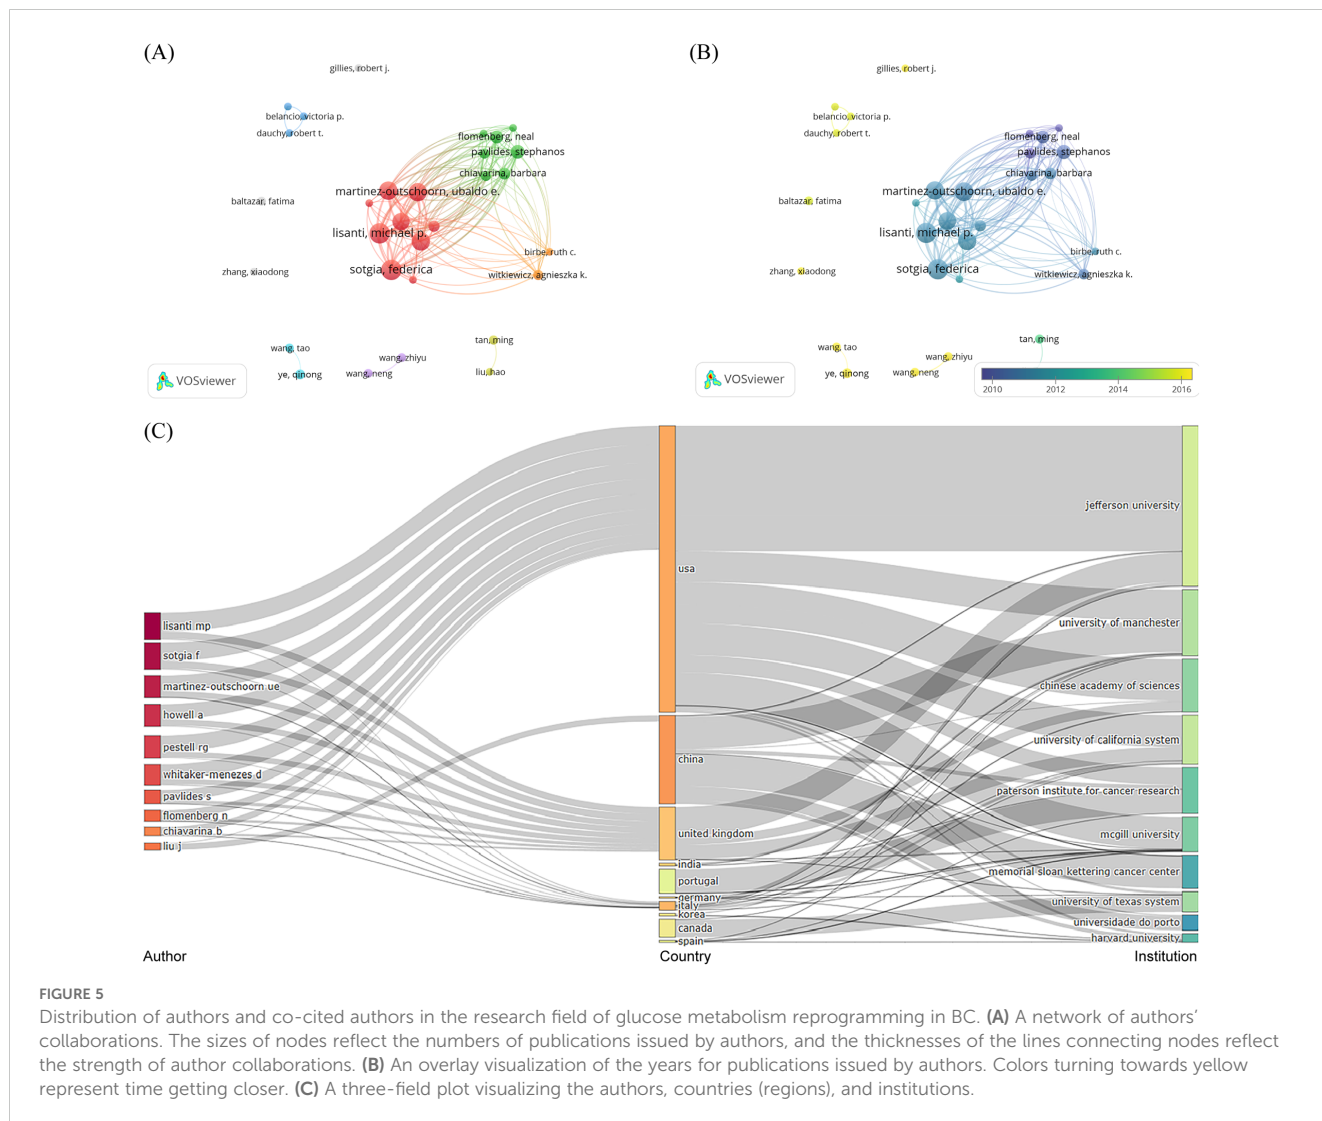 (A)
gillies, robert j.
belancio, victoria p.
dauchy, robert t.
flomenberg, neal
pavlides, stephanos
chiavarina, barbara
martinez-outschoorn, ubaldo e.
baltazar, fatima
lisanti, michael p.
birbe, ruth c.
sotgia, federica
witkiewicz, agnieszka k.
zhang, xiaodong
tan, ming
wang, tao
wang, zhiyu
ye, qinong
wang, neng
liu, hao
VOSviewer
(B)
gillies, robert j.
belancio, victoria p.
dauchy, robert t.
flomenberg, neal
pavlides, stephanos
chiavarina, barbara
martinez-outschoorn, ubaldo e.
baltazar, fatima
lisanti, michael p.
birbe, ruth c.
sotgia, federica
witkiewicz, agnieszka k.
zhang, xiaodong
tan, ming
wang, tao
wang, zhiyu
ye, qinong
wang, neng
VOSviewer
2010 2012 2014 2016
(C)
lisanti mp
sotgia f
martinez-outschoorn ue
howell a
pestell rg
whitaker-menezes d
pavlides s
flomenberg n
chiavarina b
liu j
Author
usa
china
united kingdom
india
portugal
germany
italy
korea
canada
spain
Country
jefferson university
university of manchester
chinese academy of sciences
university of california system
paterson institute for cancer research
mcgill university
memorial sloan kettering cancer center
university of texas system
universidade do porto
harvard university
Institution
FIGURE 5
Distribution of authors and co-cited authors in the research field of glucose metabolism reprogramming in BC. (A) A network of authors'
collaborations. The sizes of nodes reflect the numbers of publications issued by authors, and the thicknesses of the lines connecting nodes reflect
the strength of author collaborations. (B) An overlay visualization of the years for publications issued by authors. Colors turning towards yellow
represent time getting closer. (C) A three-field plot visualizing the authors, countries (regions), and institutions.